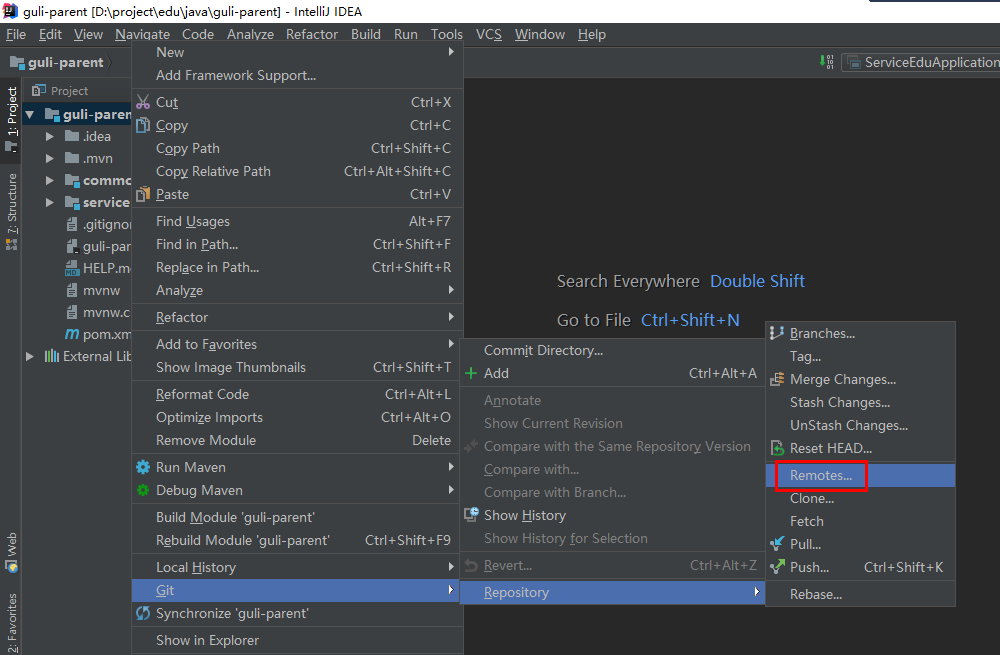 guli-parent [D:\project\edu\java\guli-parent] - IntelliJ IDEA
File Edit View Navigate Code Analyze Refactor Build Run Tools VCS Window Help
guli-parent
ServiceEduApplication
1: Project
7: Structure
Web
2: Favorites
Project
guli-paren
.idea
.mvn
commo
service
.gitignor
guli-par
HELP.m
mvnw
mvnw.c
pom.xm
External Lib
New
Add Framework Support...
Cut Ctrl+X
Copy Ctrl+C
Copy Path Ctrl+Shift+C
Copy Relative Path Ctrl+Alt+Shift+C
Paste Ctrl+V
Find Usages Alt+F7
Find in Path... Ctrl+Shift+F
Replace in Path... Ctrl+Shift+R
Analyze
Refactor
Add to Favorites
Show Image Thumbnails Ctrl+Shift+T
Reformat Code Ctrl+Alt+L
Optimize Imports Ctrl+Alt+O
Remove Module Delete
Run Maven
Debug Maven
Build Module 'guli-parent'
Rebuild Module 'guli-parent' Ctrl+Shift+F9
Local History
Git
Synchronize 'guli-parent'
Show in Explorer
Search Everywhere Double Shift
Go to File Ctrl+Shift+N
Commit Directory...
Add Ctrl+Alt+A
Annotate
Show Current Revision
Compare with the Same Repository Version
Compare with...
Compare with Branch...
Show History
Show History for Selection
Revert... Ctrl+Alt+Z
Repository
Branches...
Tag...
Merge Changes...
Stash Changes...
UnStash Changes...
Reset HEAD...
Remotes...
Clone...
Fetch
Pull...
Push... Ctrl+Shift+K
Rebase...